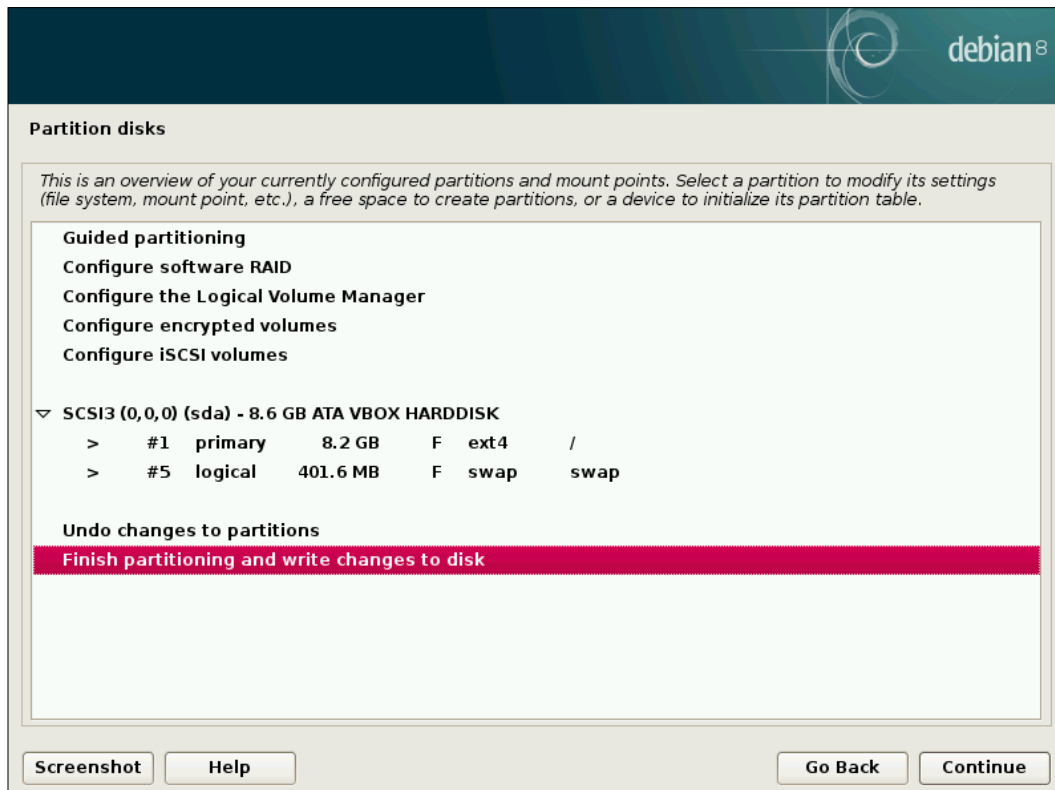 debian 8
Partition disks
This is an overview of your currently configured partitions and mount points. Select a partition to modify its settings
(file system, mount point, etc.), a free space to create partitions, or a device to initialize its partition table.
Guided partitioning
Configure software RAID
Configure the Logical Volume Manager
Configure encrypted volumes
Configure iSCSI volumes
SCSI3 (0,0,0) (sda) - 8.6 GB ATA VBOX HARDDISK
> #1 primary 8.2 GB F ext4 /
> #5 logical 401.6 MB F swap swap
Undo changes to partitions
Finish partitioning and write changes to disk
Screenshot Help Go Back Continue